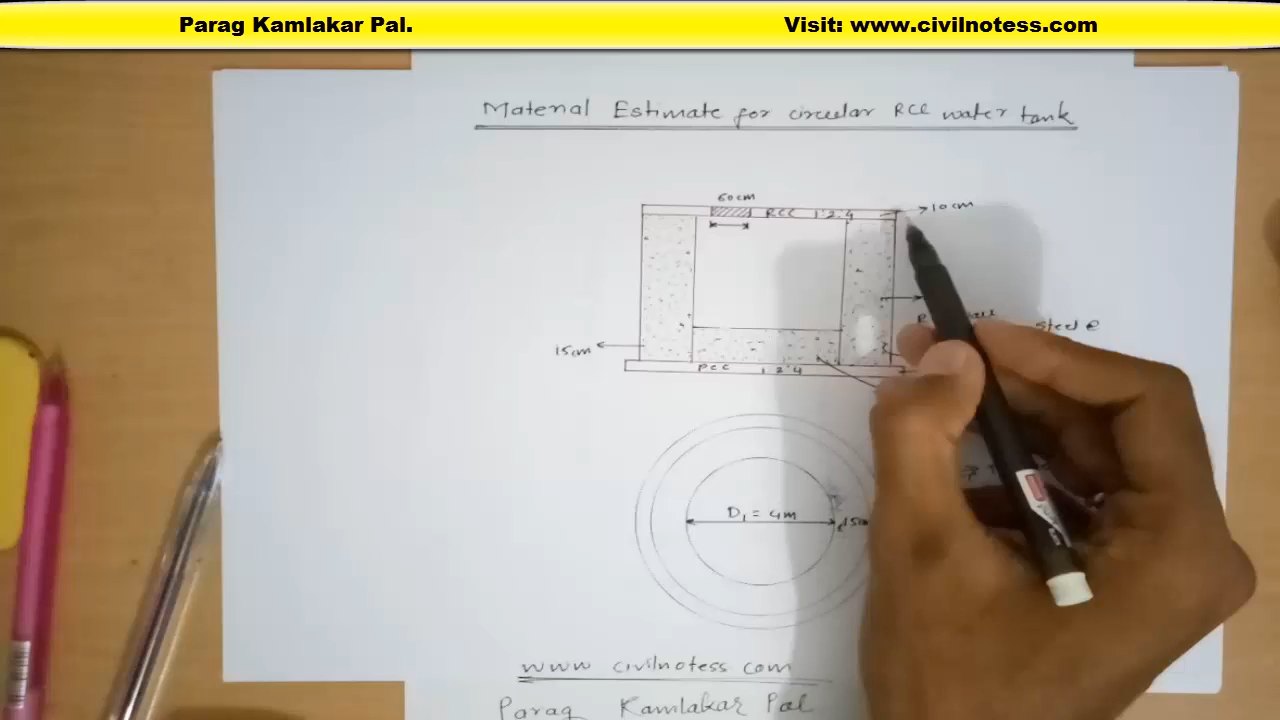 Parag Kamlakar Pal.
Visit: www.civilnotess.com
Material Estimate for circular RCC water tank
60cm
RCC 1:2:4
10cm
steel @
15cm
PCC 1:2:4
D1 = 4m
www civilnotess com
Parag Kamlakar Pal